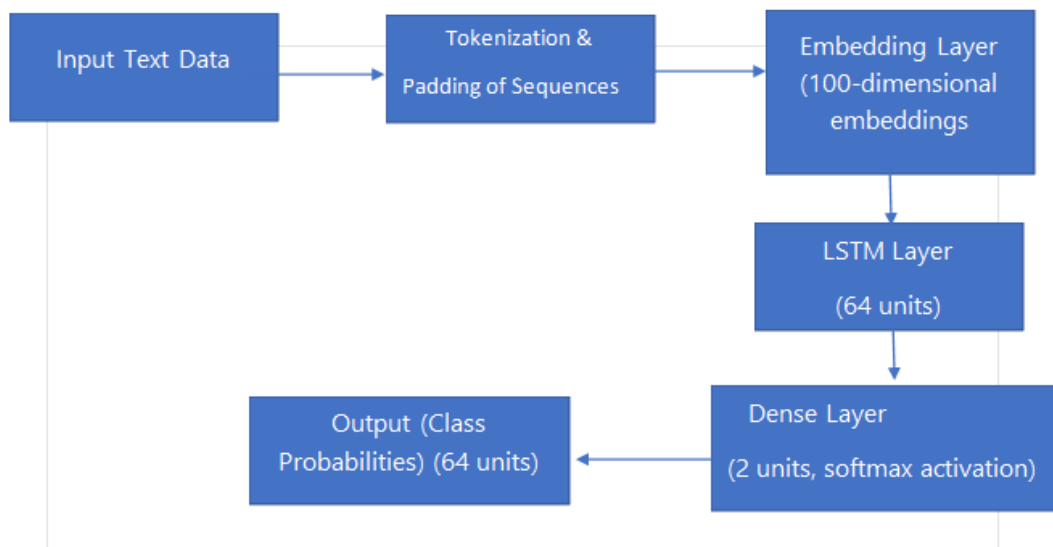 Input Text Data
Tokenization &
Padding of Sequences
Embedding Layer
(100-dimensional
embeddings
LSTM Layer
(64 units)
Dense Layer
(2 units, softmax activation)
Output (Class
Probabilities) (64 units)